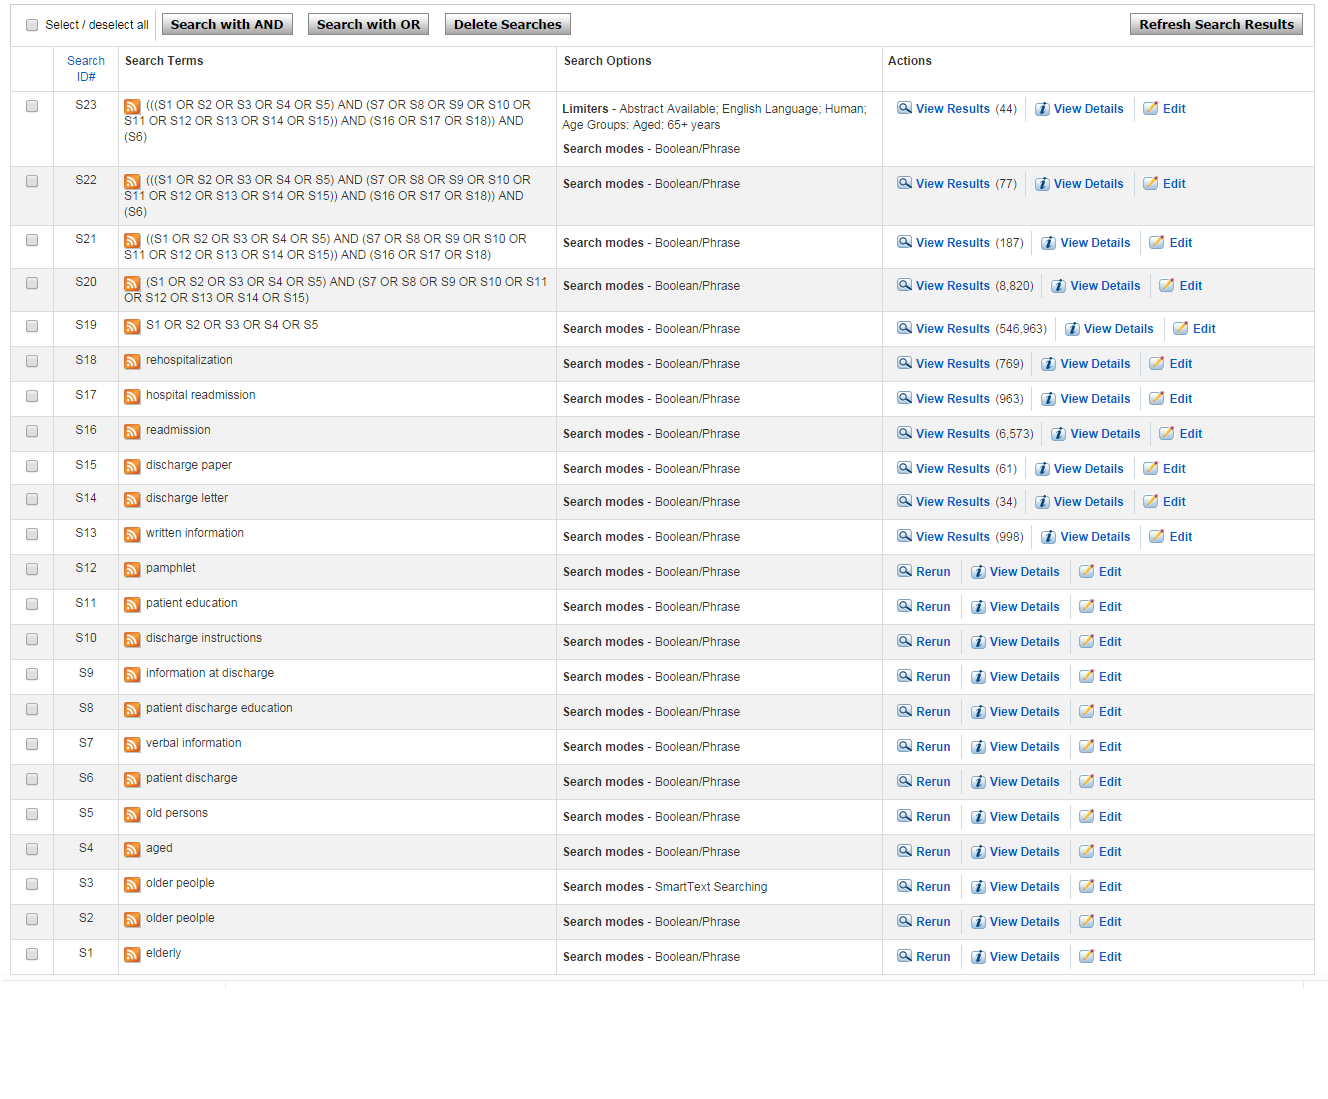 Select / deselect all Search with AND Search with OR Delete Searches Refresh Search Results
Search ID# Search Terms Search Options Actions
S23 (((S1 OR S2 OR S3 OR S4 OR S5) AND (S7 OR S8 OR S9 OR S10 OR
S11 OR S12 OR S13 OR S14 OR S15)) AND (S16 OR S17 OR S18)) AND
(S6)
Limiters - Abstract Available; English Language; Human;
Age Groups: Aged: 65+ years
Search modes - Boolean/Phrase
View Results (44) View Details Edit
S22 (((S1 OR S2 OR S3 OR S4 OR S5) AND (S7 OR S8 OR S9 OR S10 OR
S11 OR S12 OR S13 OR S14 OR S15)) AND (S16 OR S17 OR S18)) AND
(S6)
Search modes - Boolean/Phrase
View Results (77) View Details Edit
S21 ((S1 OR S2 OR S3 OR S4 OR S5) AND (S7 OR S8 OR S9 OR S10 OR
S11 OR S12 OR S13 OR S14 OR S15)) AND (S16 OR S17 OR S18)
Search modes - Boolean/Phrase
View Results (187) View Details Edit
S20 (S1 OR S2 OR S3 OR S4 OR S5) AND (S7 OR S8 OR S9 OR S10 OR S11
OR S12 OR S13 OR S14 OR S15)
Search modes - Boolean/Phrase
View Results (8,820) View Details Edit
S19 S1 OR S2 OR S3 OR S4 OR S5 Search modes - Boolean/Phrase View Results (546,963) View Details Edit
S18 rehospitalization Search modes - Boolean/Phrase View Results (769) View Details Edit
S17 hospital readmission Search modes - Boolean/Phrase View Results (963) View Details Edit
S16 readmission Search modes - Boolean/Phrase View Results (6,573) View Details Edit
S15 discharge paper Search modes - Boolean/Phrase View Results (61) View Details Edit
S14 discharge letter Search modes - Boolean/Phrase View Results (34) View Details Edit
S13 written information Search modes - Boolean/Phrase View Results (998) View Details Edit
S12 pamphlet Search modes - Boolean/Phrase Rerun View Details Edit
S11 patient education Search modes - Boolean/Phrase Rerun View Details Edit
S10 discharge instructions Search modes - Boolean/Phrase Rerun View Details Edit
S9 information at discharge Search modes - Boolean/Phrase Rerun View Details Edit
S8 patient discharge education Search modes - Boolean/Phrase Rerun View Details Edit
S7 verbal information Search modes - Boolean/Phrase Rerun View Details Edit
S6 patient discharge Search modes - Boolean/Phrase Rerun View Details Edit
S5 old persons Search modes - Boolean/Phrase Rerun View Details Edit
S4 aged Search modes - Boolean/Phrase Rerun View Details Edit
S3 older peolple Search modes - SmartText Searching Rerun View Details Edit
S2 older peolple Search modes - Boolean/Phrase Rerun View Details Edit
S1 elderly Search modes - Boolean/Phrase Rerun View Details Edit